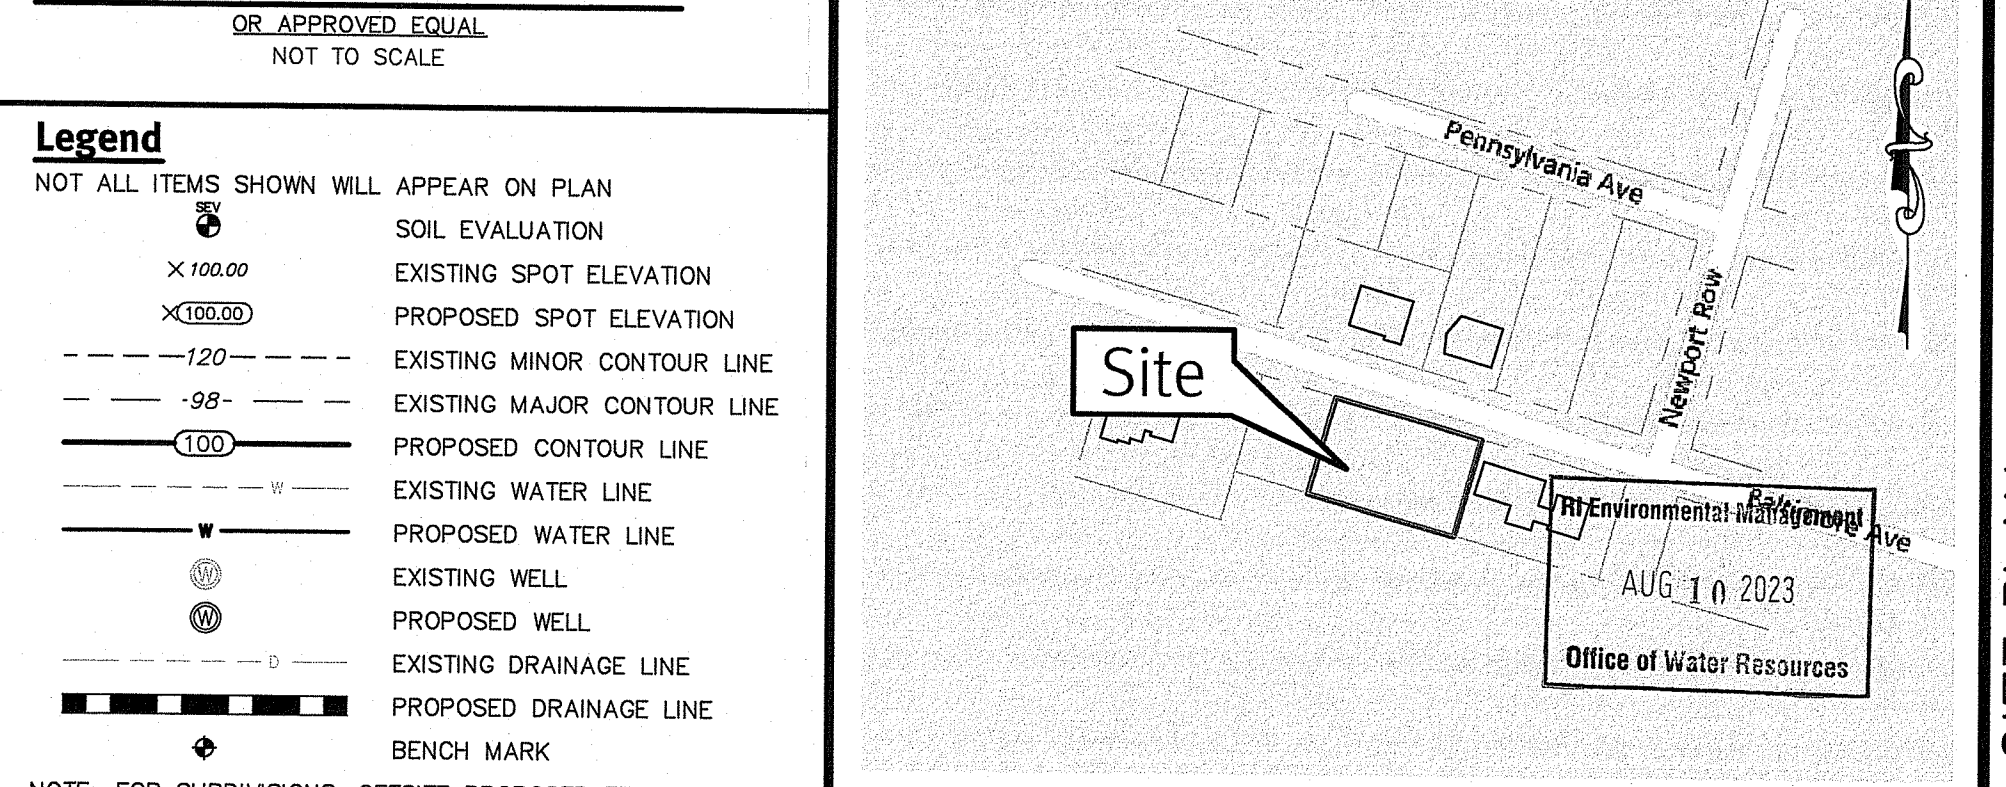 OR APPROVED EQUAL
NOT TO SCALE
Legend
NOT ALL ITEMS SHOWN WILL APPEAR ON PLAN
SEV
SOIL EVALUATION
100.00
EXISTING SPOT ELEVATION
100.00
PROPOSED SPOT ELEVATION
120
EXISTING MINOR CONTOUR LINE
-98-
EXISTING MAJOR CONTOUR LINE
100
PROPOSED CONTOUR LINE
W
EXISTING WATER LINE
W
PROPOSED WATER LINE
W
EXISTING WELL
W
PROPOSED WELL
D
EXISTING DRAINAGE LINE
PROPOSED DRAINAGE LINE
BENCH MARK
Pennsylvania Ave
Newport Row
Site
Baltimore Ave
RI Environmental Management
AUG 10 2023
Office of Water Resources